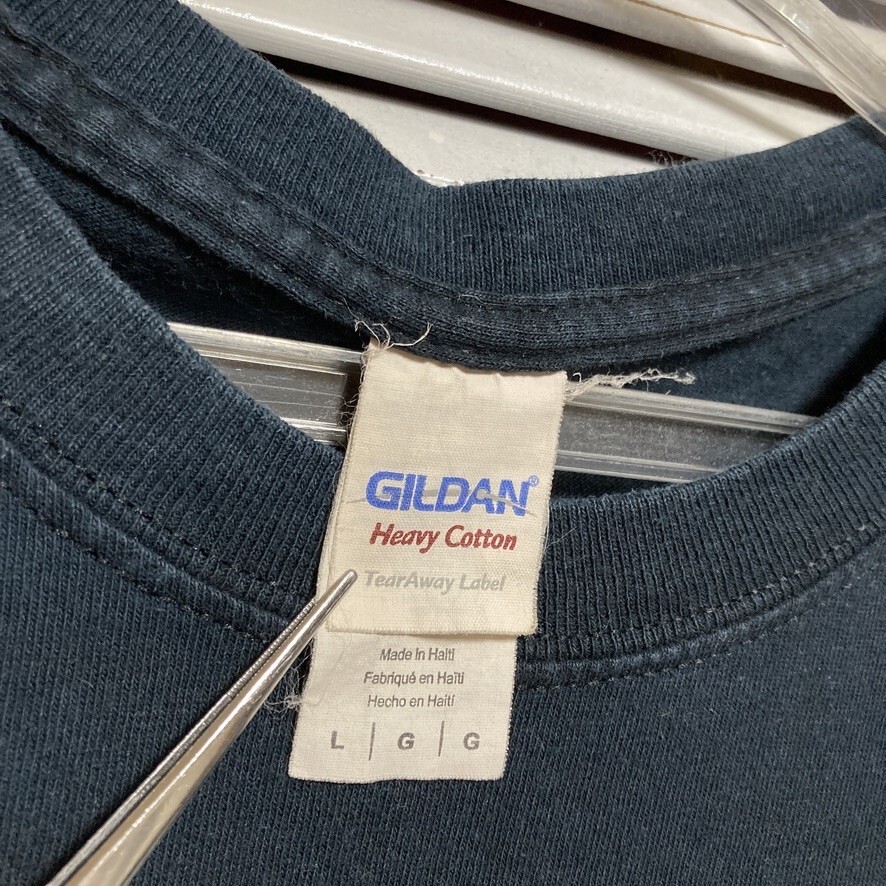 GILDAN®
Heavy Cotton
TearAway Label
Made in Haiti
Fabriqué en Haïti
Hecho en Haití
L | G | G